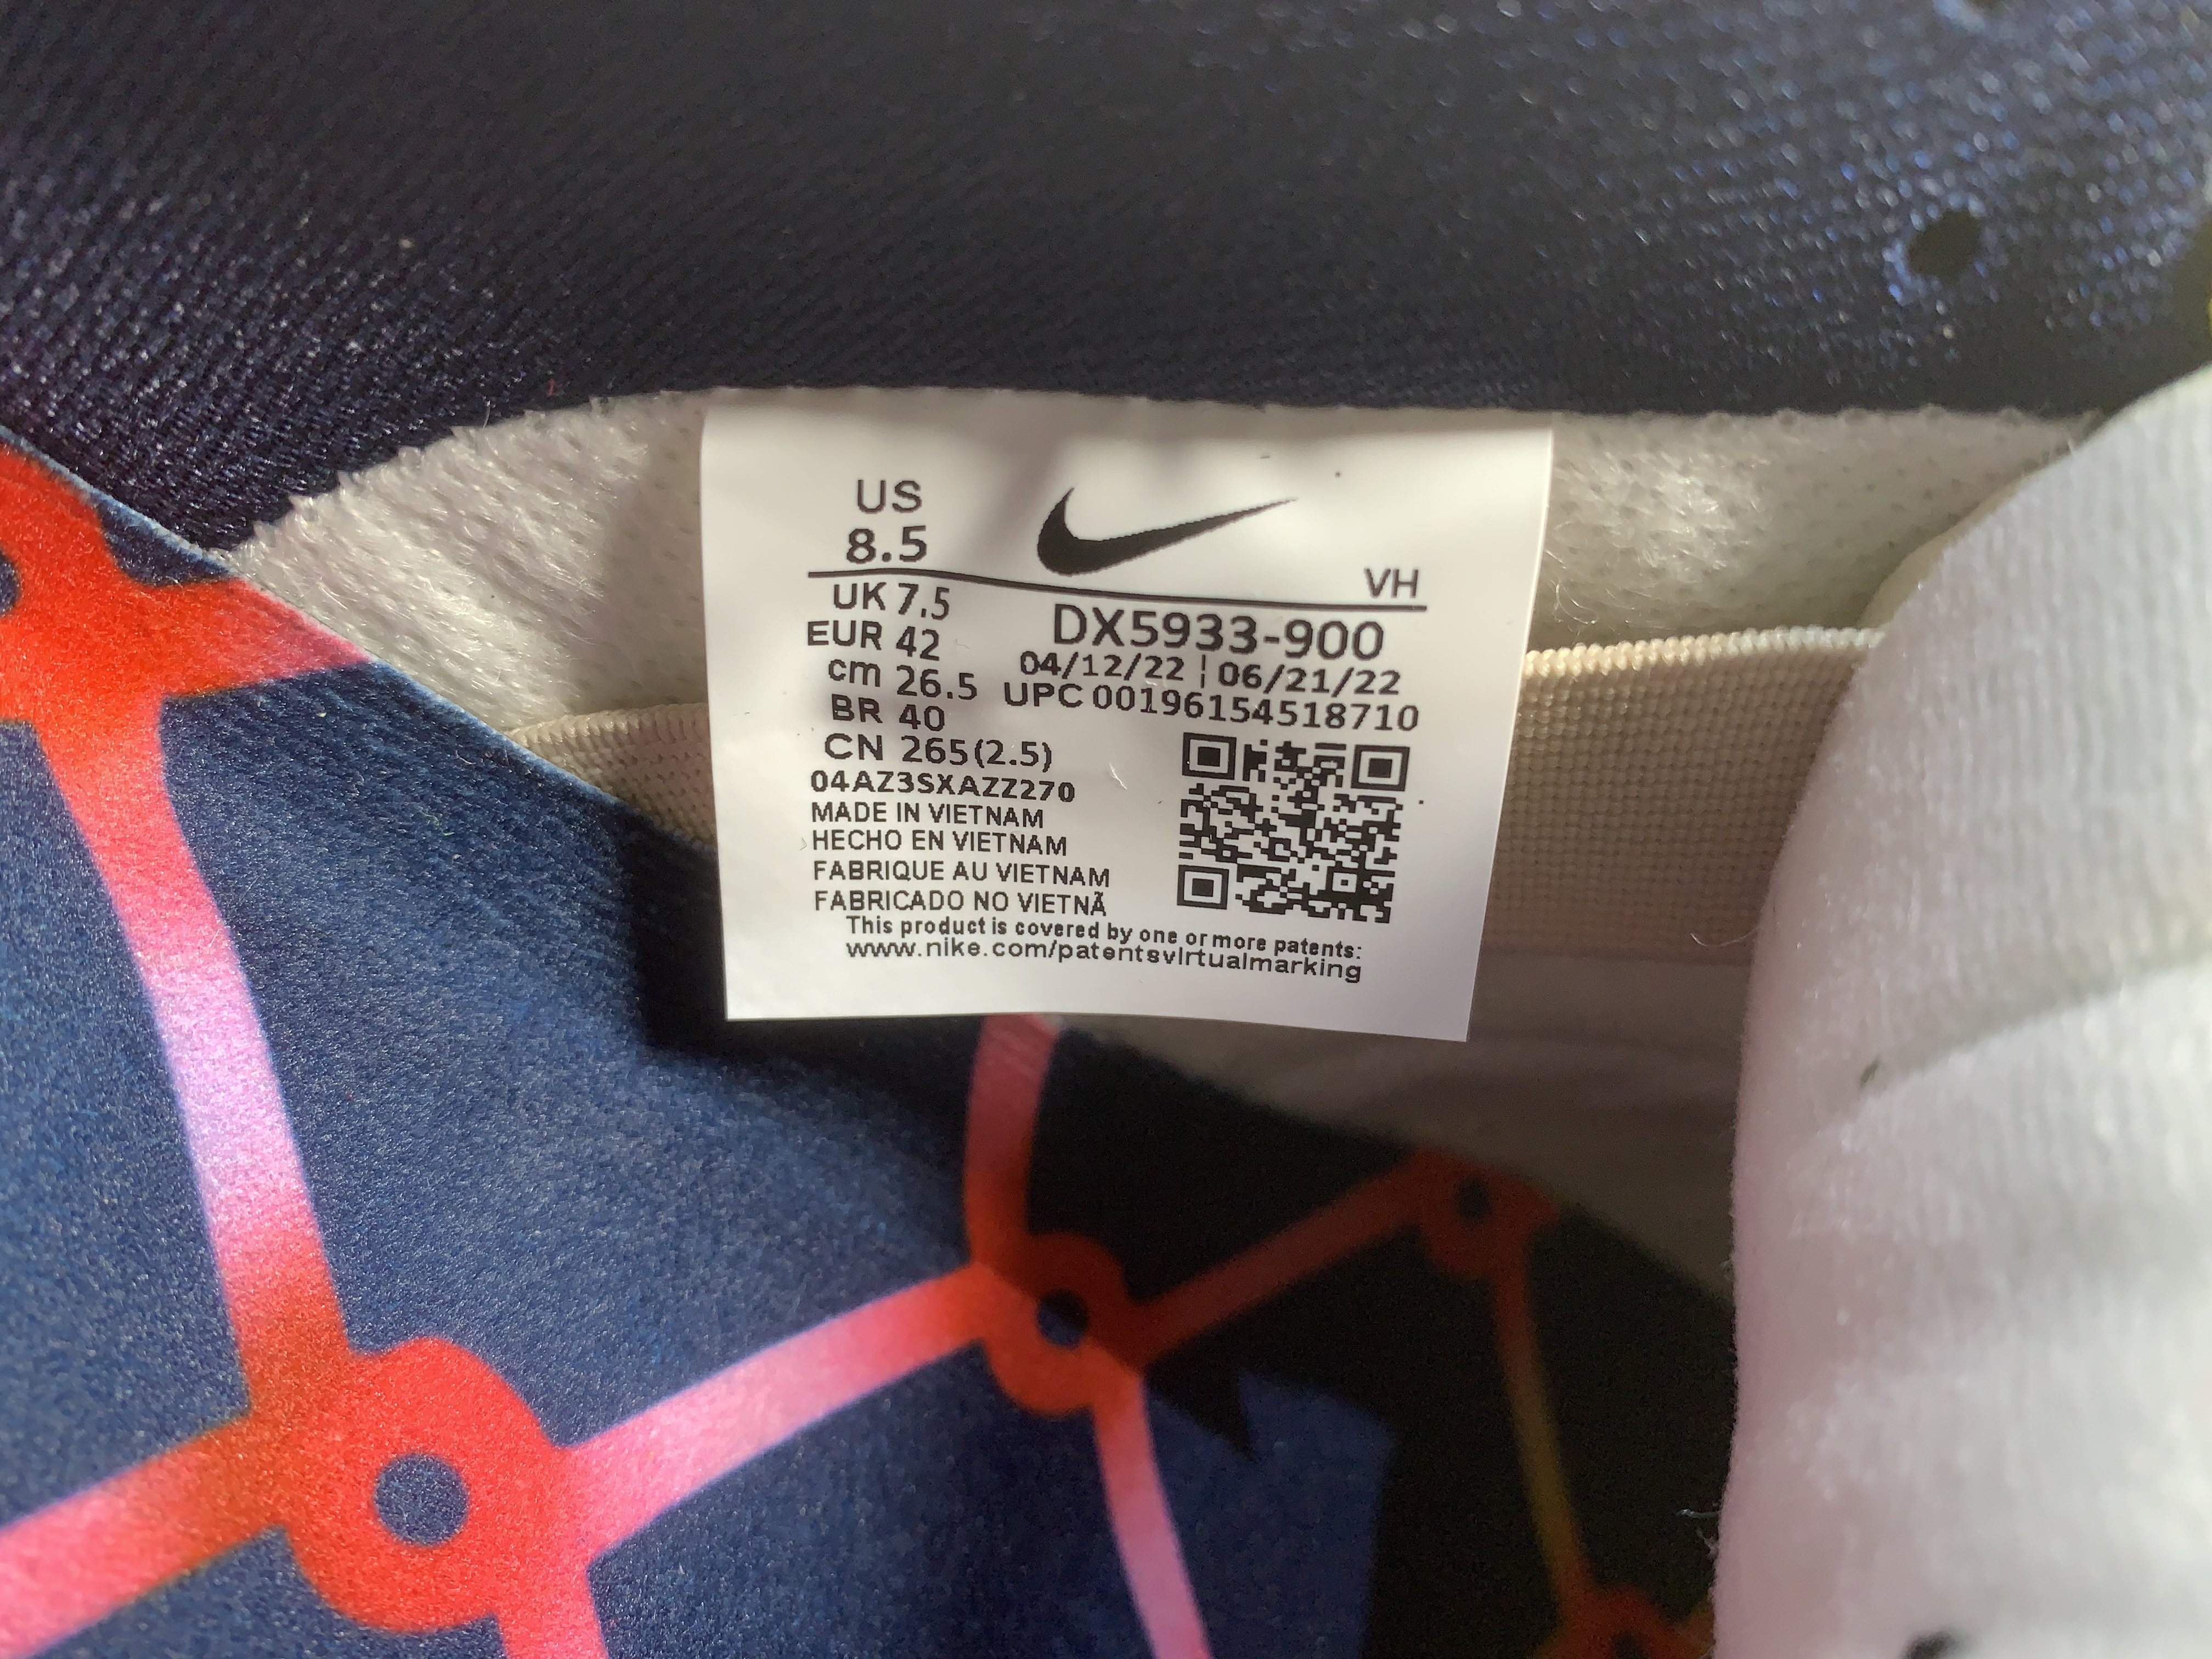 US
8.5
VH
UK 7.5
EUR 42
cm 26.5
BR 40
CN 265(2.5)
DX5933-900
04/12/22 ¦ 06/21/22
UPC 00196154518710
04AZ3SXAZZ270
MADE IN VIETNAM
HECHO EN VIETNAM
FABRIQUE AU VIETNAM
FABRICADO NO VIETNÃ
This product is covered by one or more patents:
www.nike.com/patentsvirtualmarking